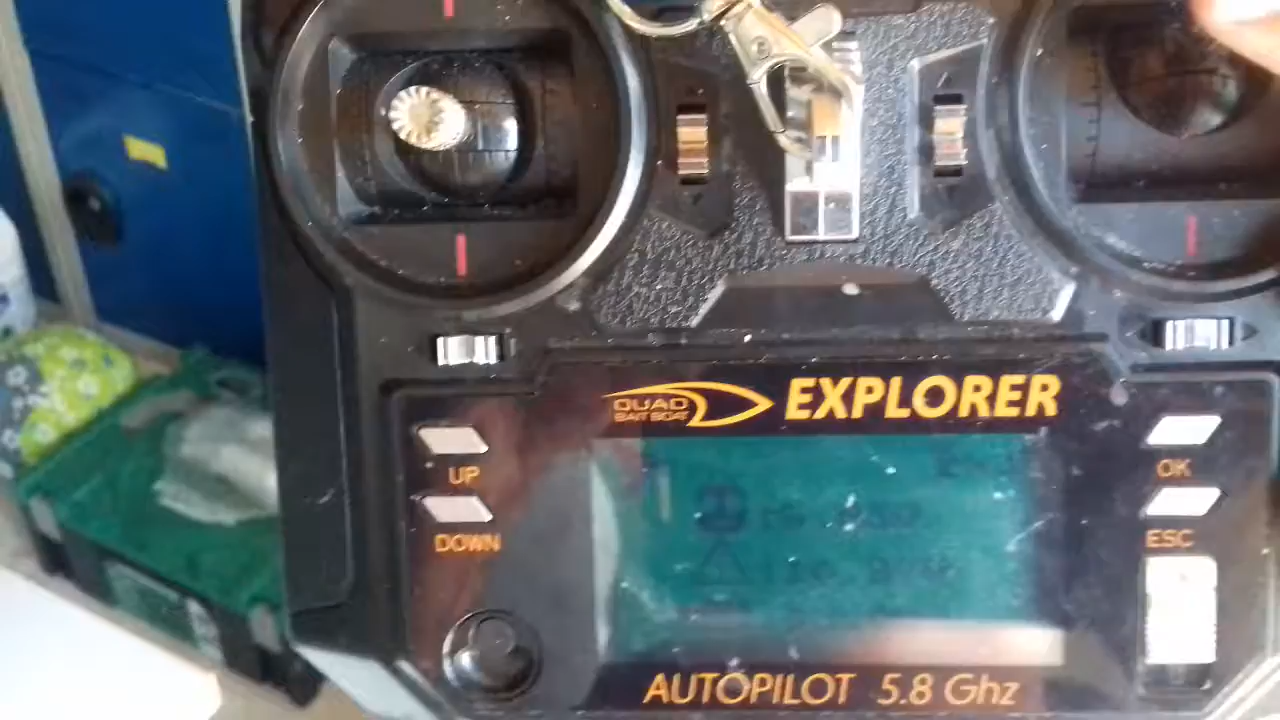 QUAD
BAIT BOAT
EXPLORER
UP
OK
DOWN
ESC
AUTOPILOT 5.8 Ghz